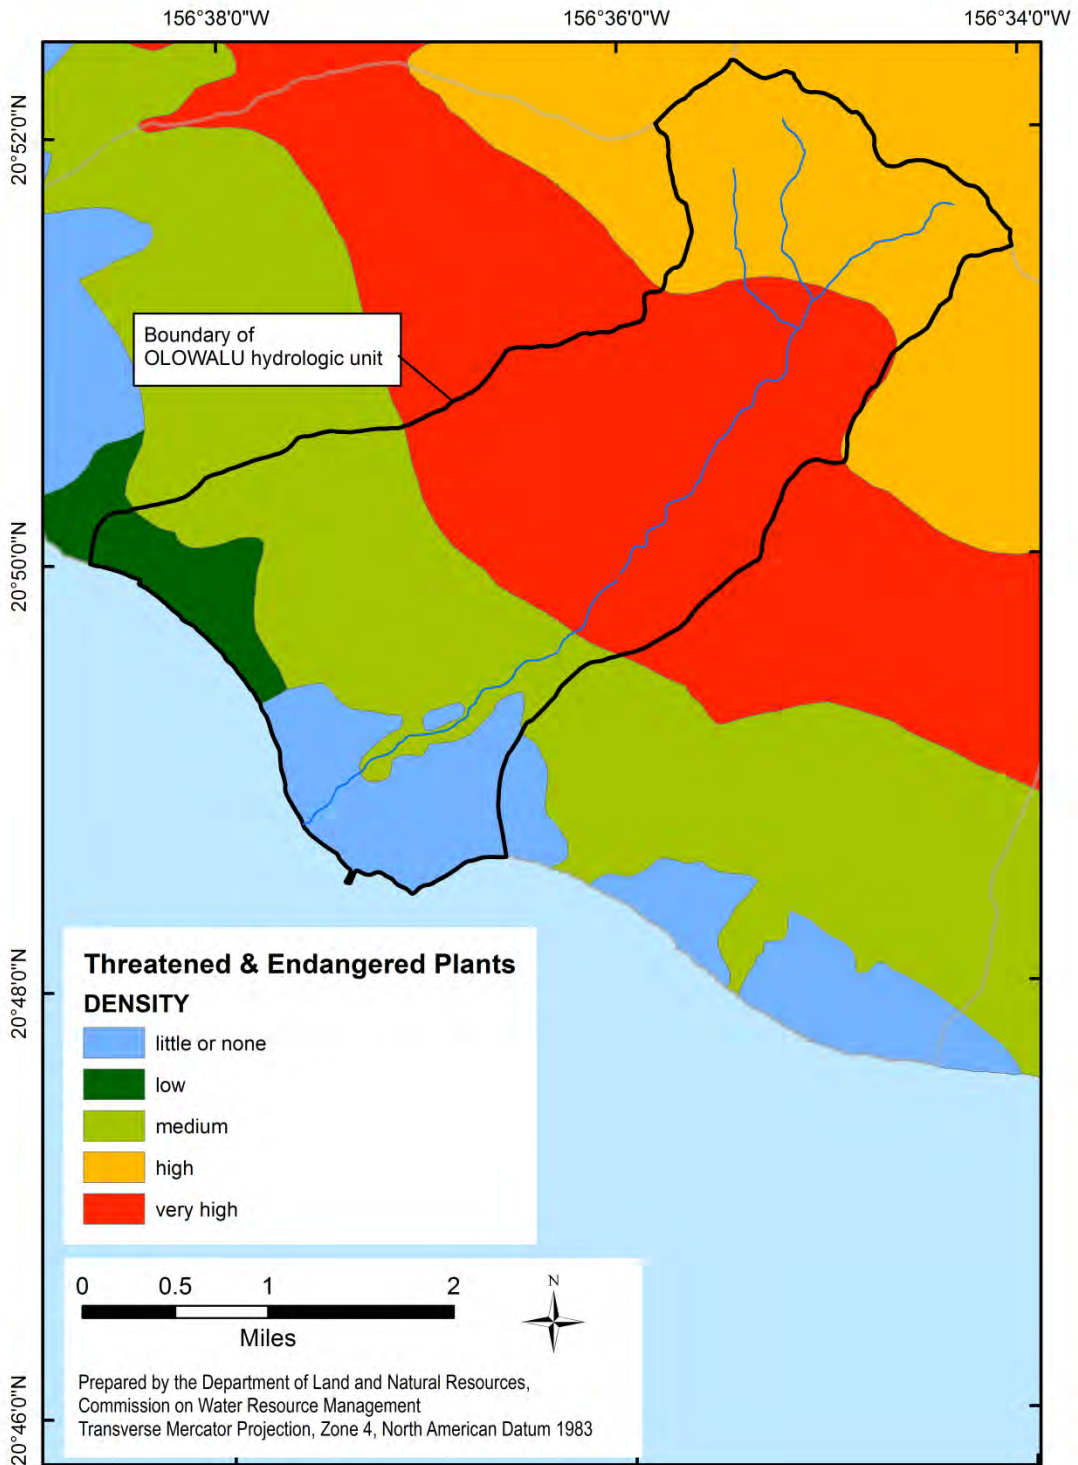 156°38'0"W
156°36'0"W
156°34'0"W
20°52'0"N
Boundary of
OLOWALU hydrologic unit
20°50'0"N
20°48'0"N
Threatened & Endangered Plants
DENSITY
little or none
low
medium
high
very high
0 0.5 1 2
Miles
N
Prepared by the Department of Land and Natural Resources,
Commission on Water Resource Management
Transverse Mercator Projection, Zone 4, North American Datum 1983
20°46'0"N